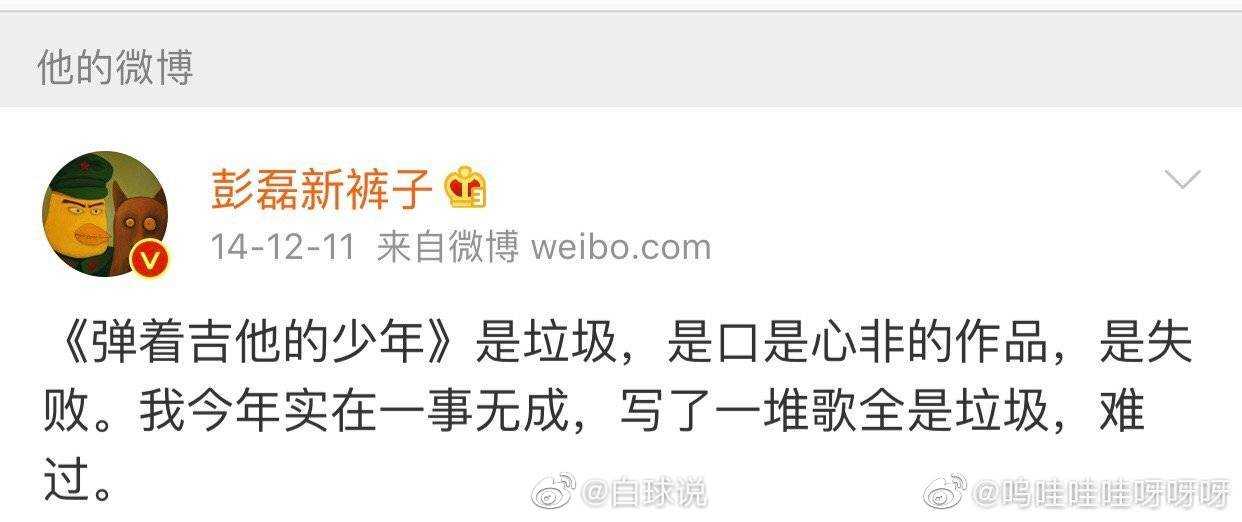 他的微博
彭磊新裤子
14-12-11 来自微博 weibo.com
《弹着吉他的少年》是垃圾，是口是心非的作品，是失
败。我今年实在一事无成，写了一堆歌全是垃圾，难
过。
@白球说
@呜哇哇哇呀呀呀